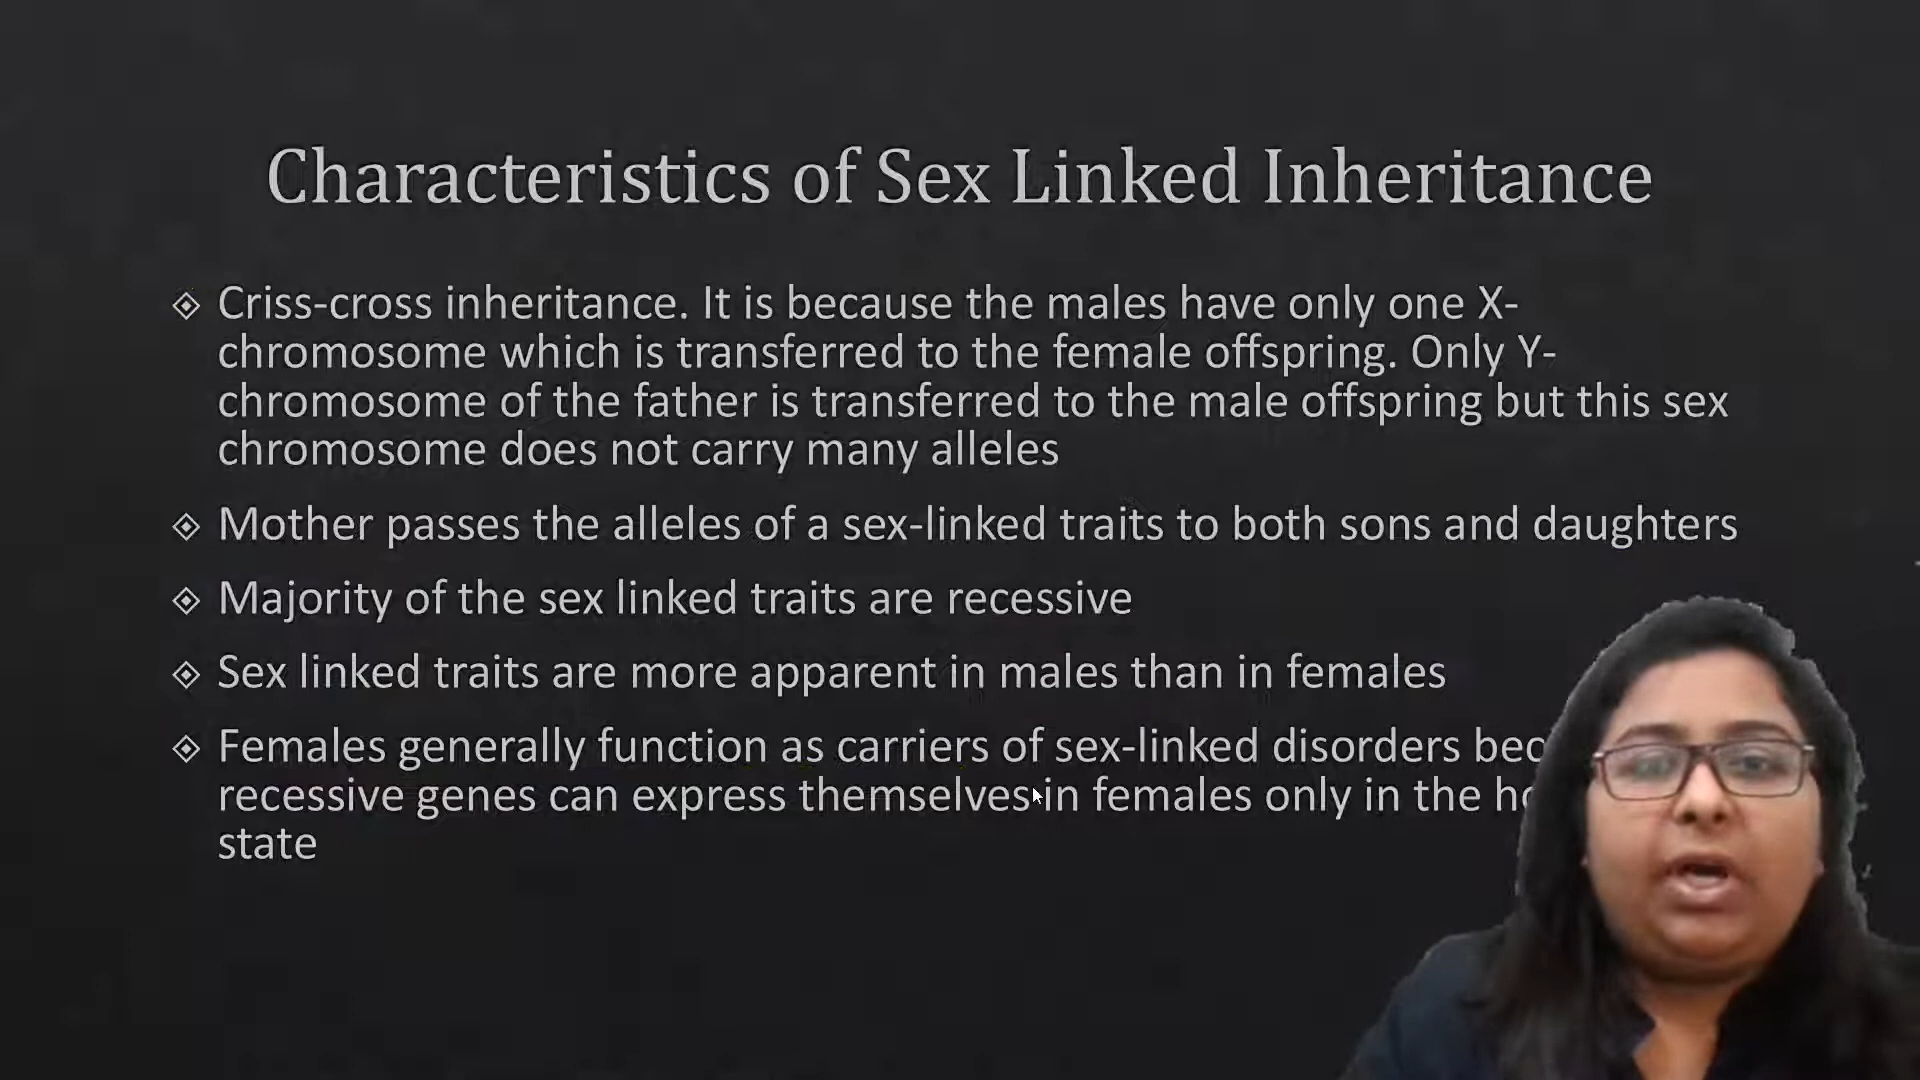 Characteristics of Sex Linked Inheritance
Criss-cross inheritance. It is because the males have only one X-
chromosome which is transferred to the female offspring. Only Y-
chromosome of the father is transferred to the male offspring but this sex
chromosome does not carry many alleles
Mother passes the alleles of a sex-linked traits to both sons and daughters
Majority of the sex linked traits are recessive
Sex linked traits are more apparent in males than in females
Females generally function as carriers of sex-linked disorders
recessive genes can express themselves in females only in the
state